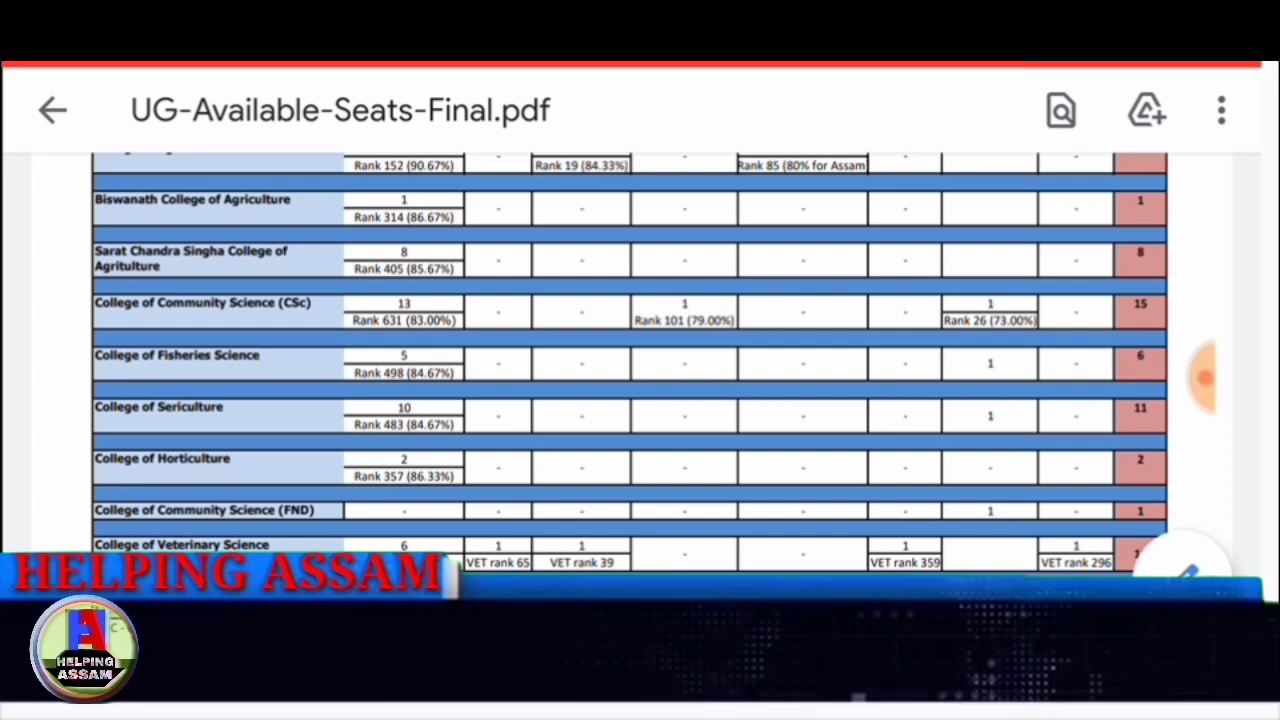 UG-Available-Seats-Final.pdf
Rank 152 (90.67%) - Rank 19 (84.33%) - Rank 85 (80% for Assam - - -
Biswanath College of Agriculture 1 - - - - - - - 1
Rank 314 (86.67%)
Sarat Chandra Singha College of 8 - - - - - - - 8
Agritulture Rank 405 (85.67%)
College of Community Science (CSc) 13 - - 1 - - 1 - 15
Rank 631 (83.00%) Rank 101 (79.00%) Rank 26 (73.00%)
College of Fisheries Science 5 - - - - - 1 - 6
Rank 498 (84.67%)
College of Sericulture 10 - - - - - 1 - 11
Rank 483 (84.67%)
College of Horticulture 2 - - - - - - - 2
Rank 357 (86.33%)
College of Community Science (FND) - - - - - - 1 - 1
College of Veterinary Science 6 1 1 - - 1 1
VET rank 65 VET rank 39 VET rank 359 VET rank 296
HELPING ASSAM
HA
HELPING
ASSAM